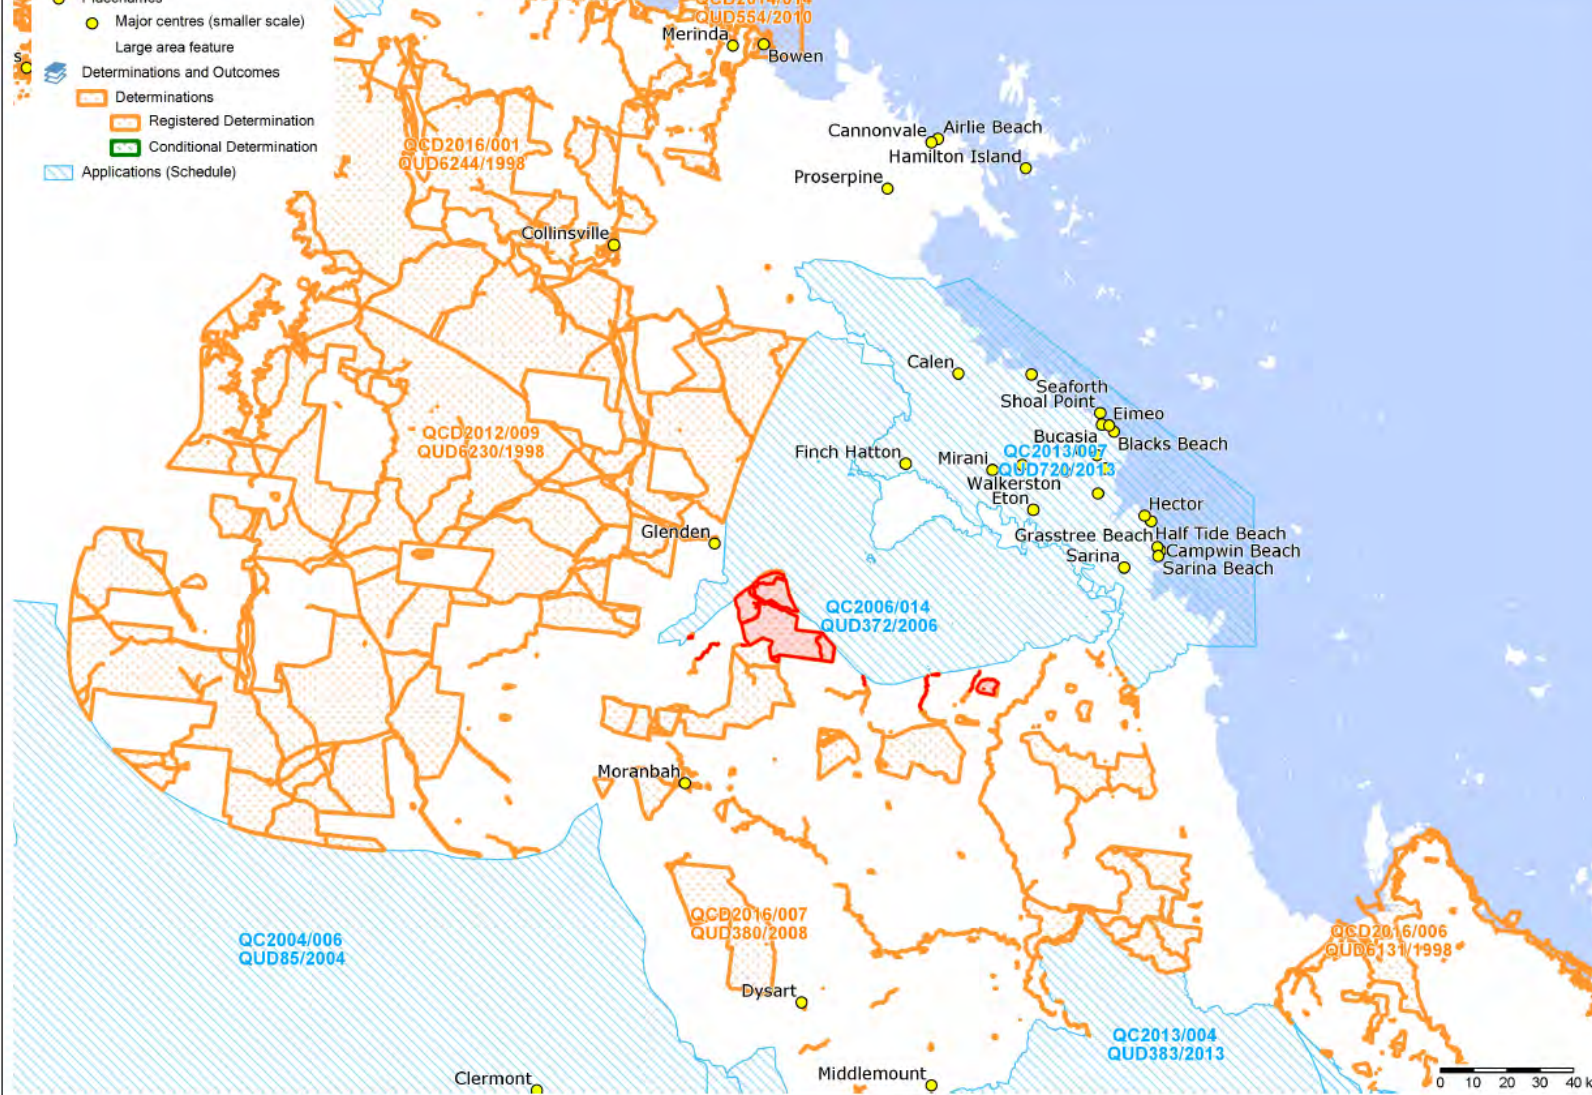 Placenames
Major centres (smaller scale)
Large area feature
Determinations and Outcomes
Determinations
Registered Determination
Conditional Determination
Applications (Schedule)
s
QCD2014/014
QUD554/2010
Merinda
Bowen
QCD2016/001
QUD6244/1998
Cannonvale
Airlie Beach
Hamilton Island
Proserpine
Collinsville
Calen
Seaforth
Shoal Point
Eimeo
Bucasia
Blacks Beach
QCD2012/009
QUD6230/1998
Finch Hatton
Mirani
QC2013/007
QUD720/2013
Walkerston
Eton
Hector
Glenden
Grasstree Beach
Half Tide Beach
Sarina
Campwin Beach
Sarina Beach
QC2006/014
QUD372/2006
Moranbah
QCD2016/007
QUD380/2008
QC2004/006
QUD85/2004
QCD2016/006
QUD6131/1998
Dysart
QC2013/004
QUD383/2013
Clermont
Middlemount
0 10 20 30 40 k